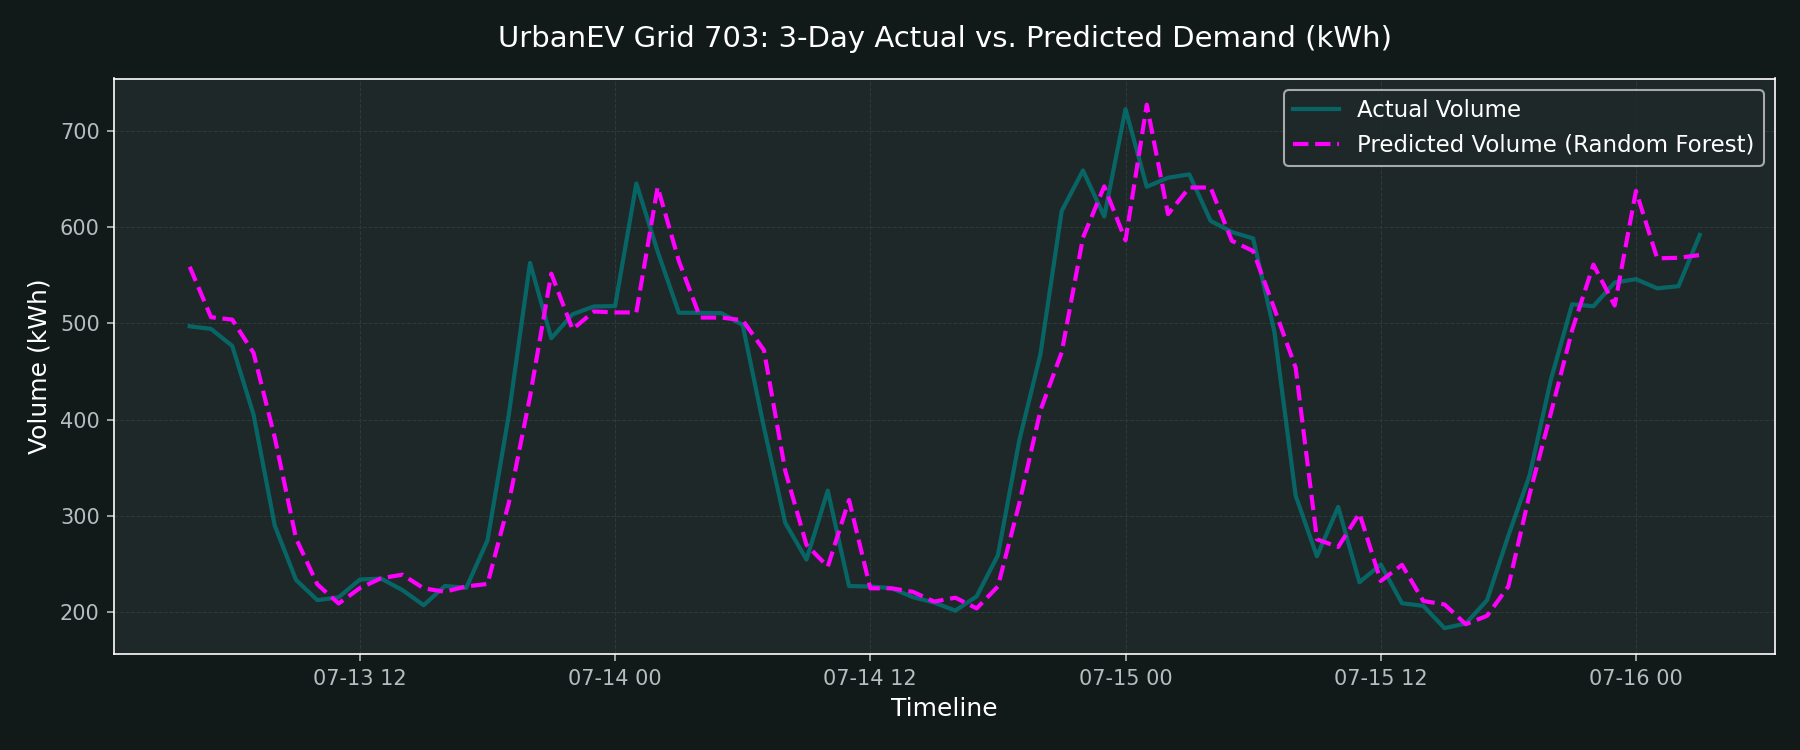 UrbanEV Grid 703: 3-Day Actual vs. Predicted Demand (kWh)
Actual Volume
Predicted Volume (Random Forest)
Volume (kWh)
700
600
500
400
300
200
07-13 12
07-14 00
07-14 12
07-15 00
07-15 12
07-16 00
Timeline